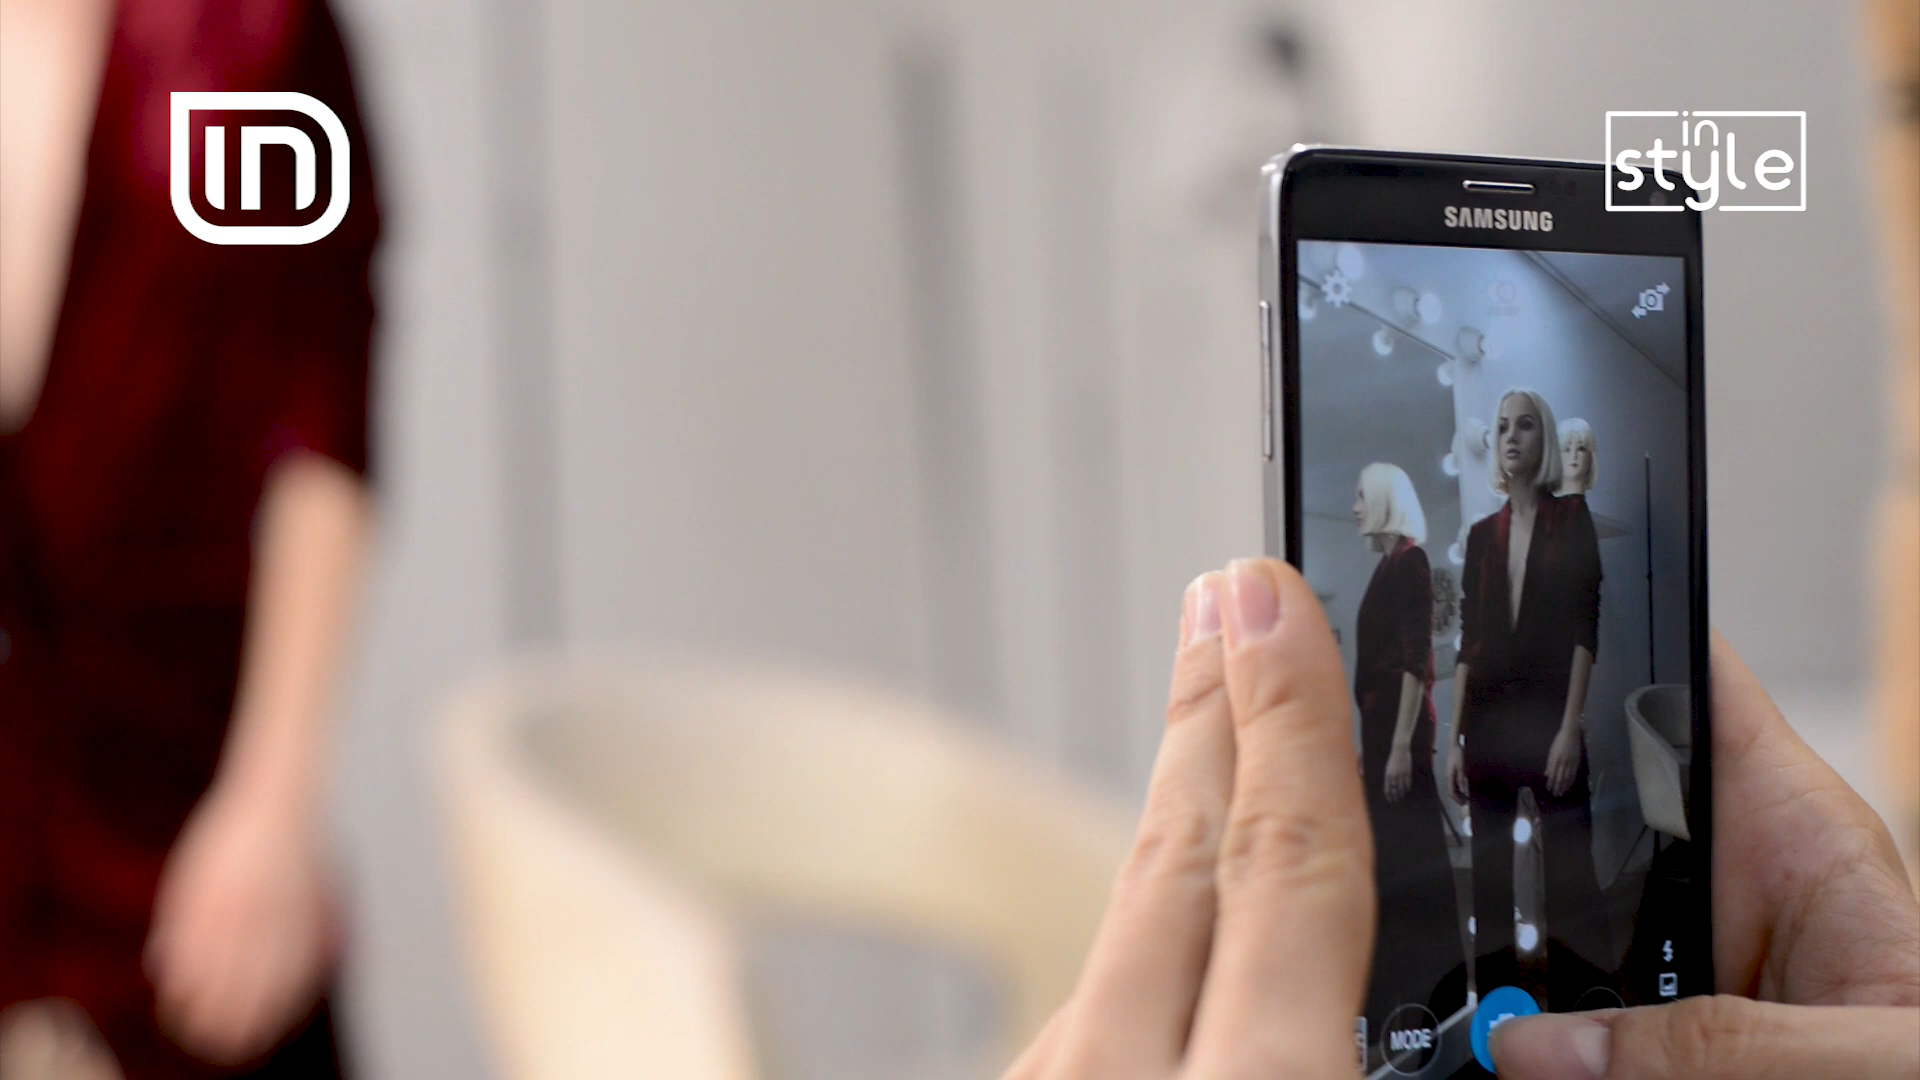 in
in
style
SAMSUNG
MODE